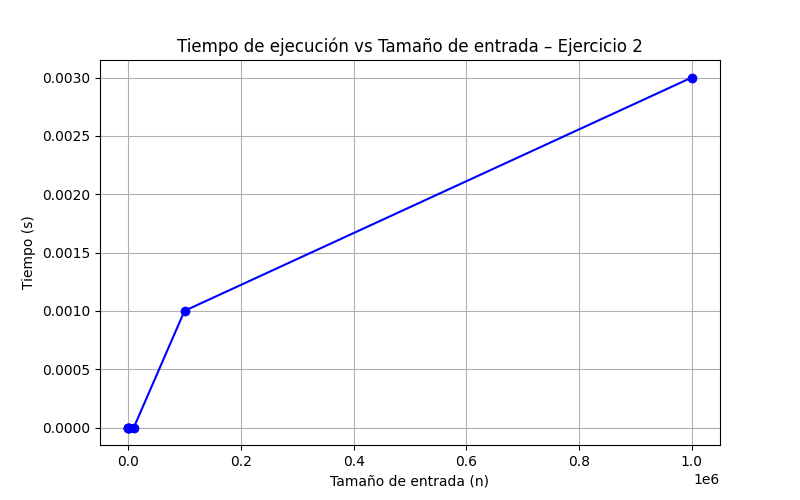 Tiempo de ejecución vs Tamaño de entrada – Ejercicio 2
Tiempo (s)
0.0030
0.0025
0.0020
0.0015
0.0010
0.0005
0.0000
0.0 0.2 0.4 0.6 0.8 1.0
1e6
Tamaño de entrada (n)